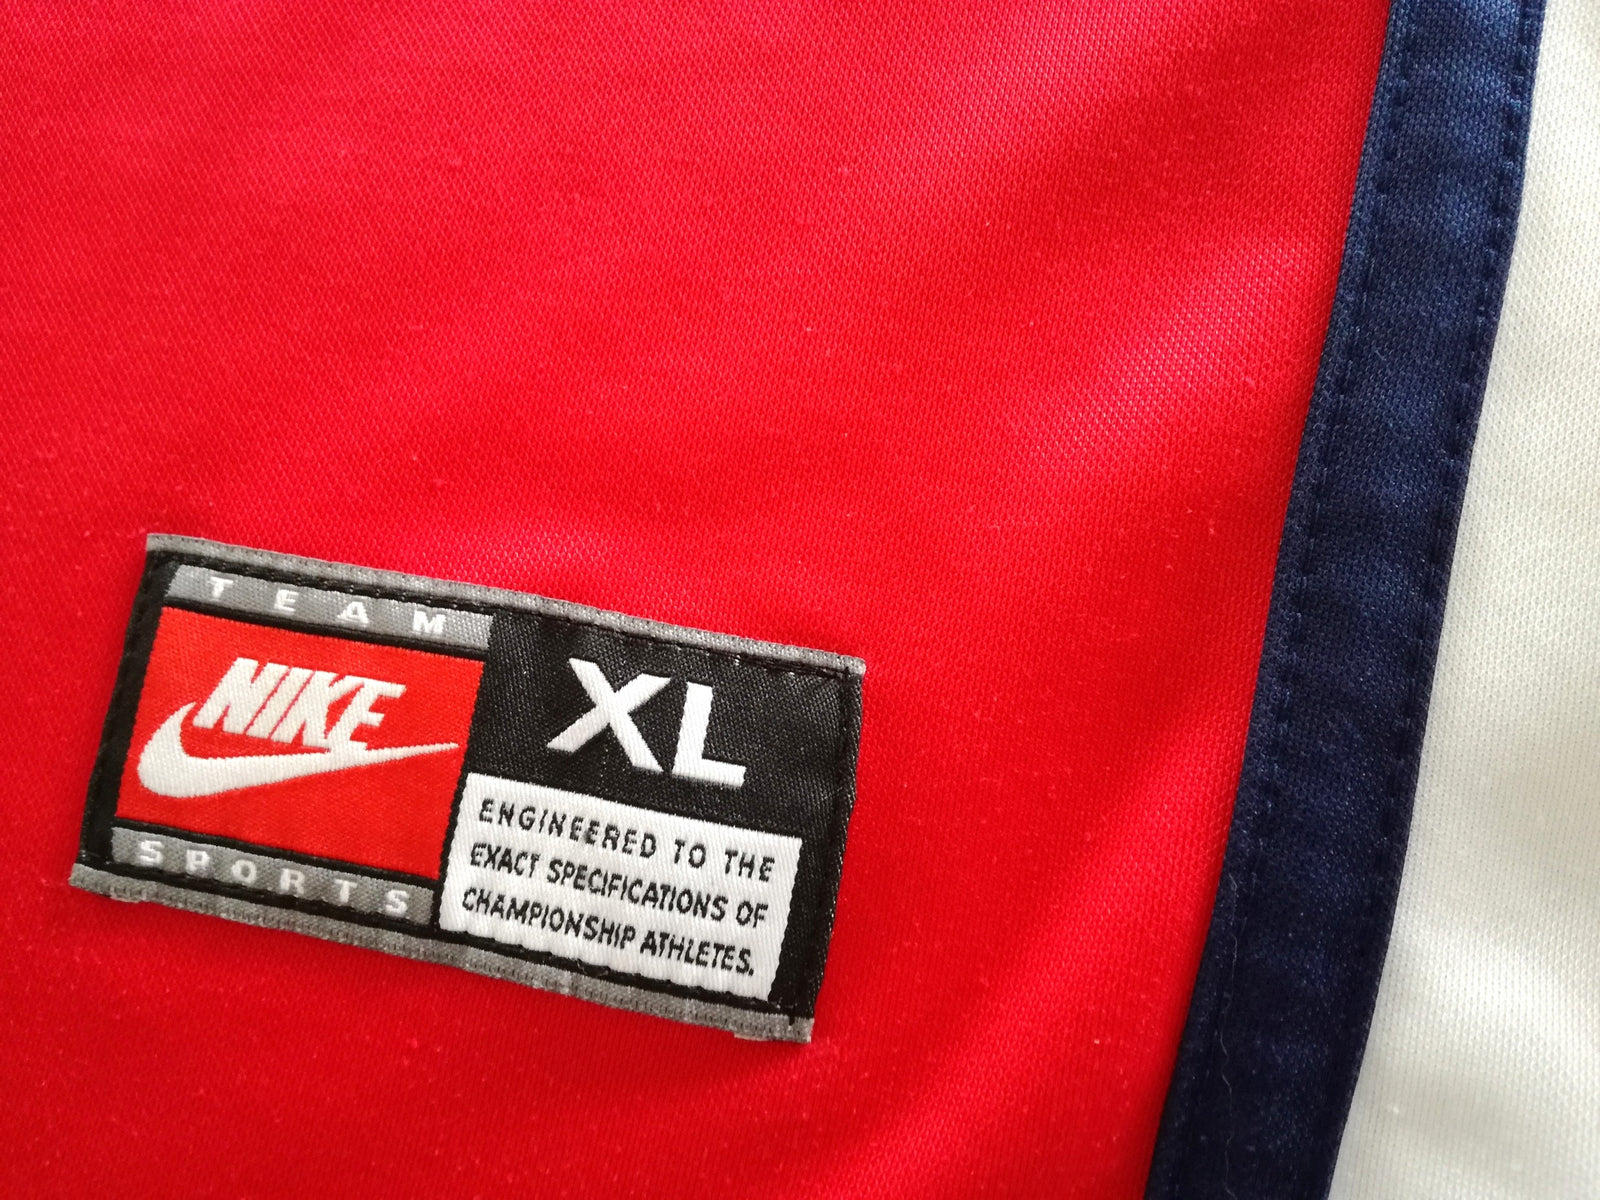 TEAM
NIKE
SPORTS
XL
ENGINEERED TO THE
EXACT SPECIFICATIONS OF
CHAMPIONSHIP ATHLETES.